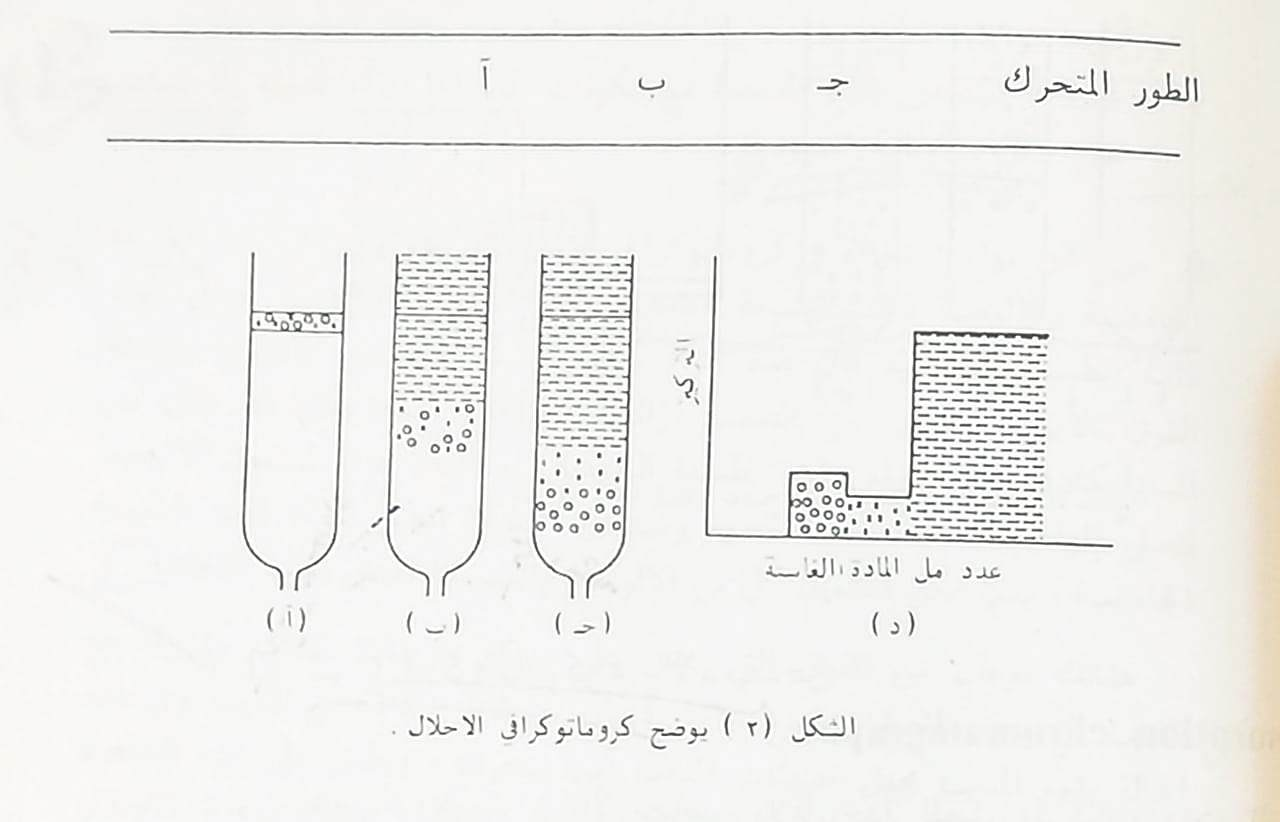 الطور المتحرك جـ ب آ
التركيز
عدد مل المادة الغاسلة
(آ) (ب) (جـ) (د)
الشكل (٢) يوضح كروماتوكرافي الاحلال .